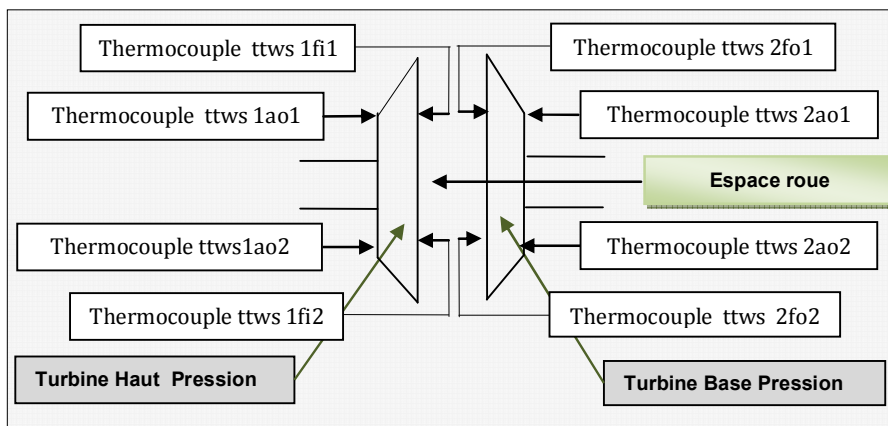 Thermocouple ttws 1fi1
Thermocouple ttws 2fo1
Thermocouple ttws 1ao1
Thermocouple ttws 2ao1
Espace roue
Thermocouple ttws1ao2
Thermocouple ttws 2ao2
Thermocouple ttws 1fi2
Thermocouple ttws 2fo2
Turbine Haut Pression
Turbine Base Pression